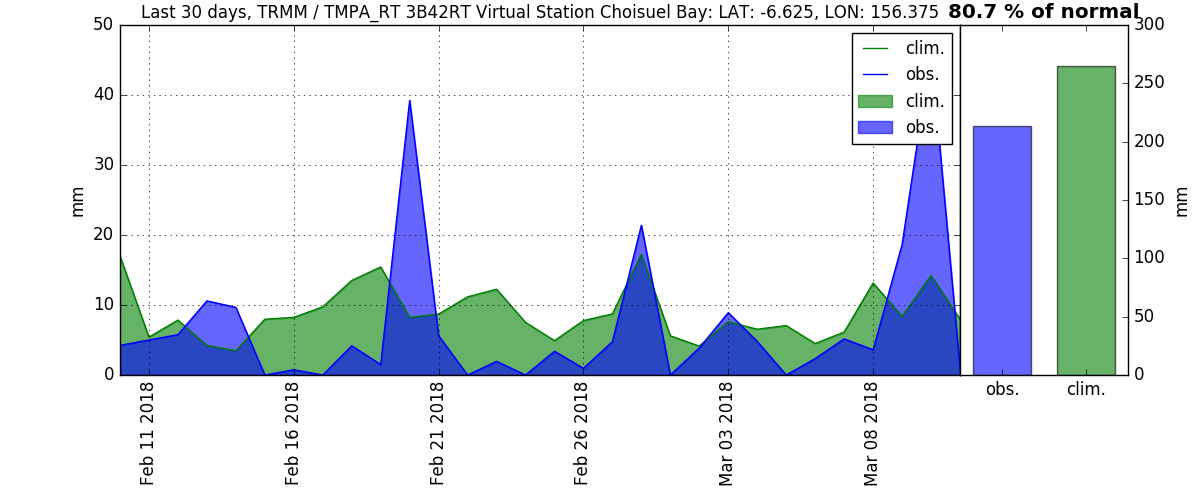 Last 30 days, TRMM / TMPA_RT 3B42RT Virtual Station Choisuel Bay: LAT: -6.625, LON: 156.375 80.7 % of normal
50
40
30
20
10
0
mm
clim.
obs.
clim.
obs.
300
250
200
150
100
50
0
mm
obs.
clim.
Feb 11 2018
Feb 16 2018
Feb 21 2018
Feb 26 2018
Mar 03 2018
Mar 08 2018